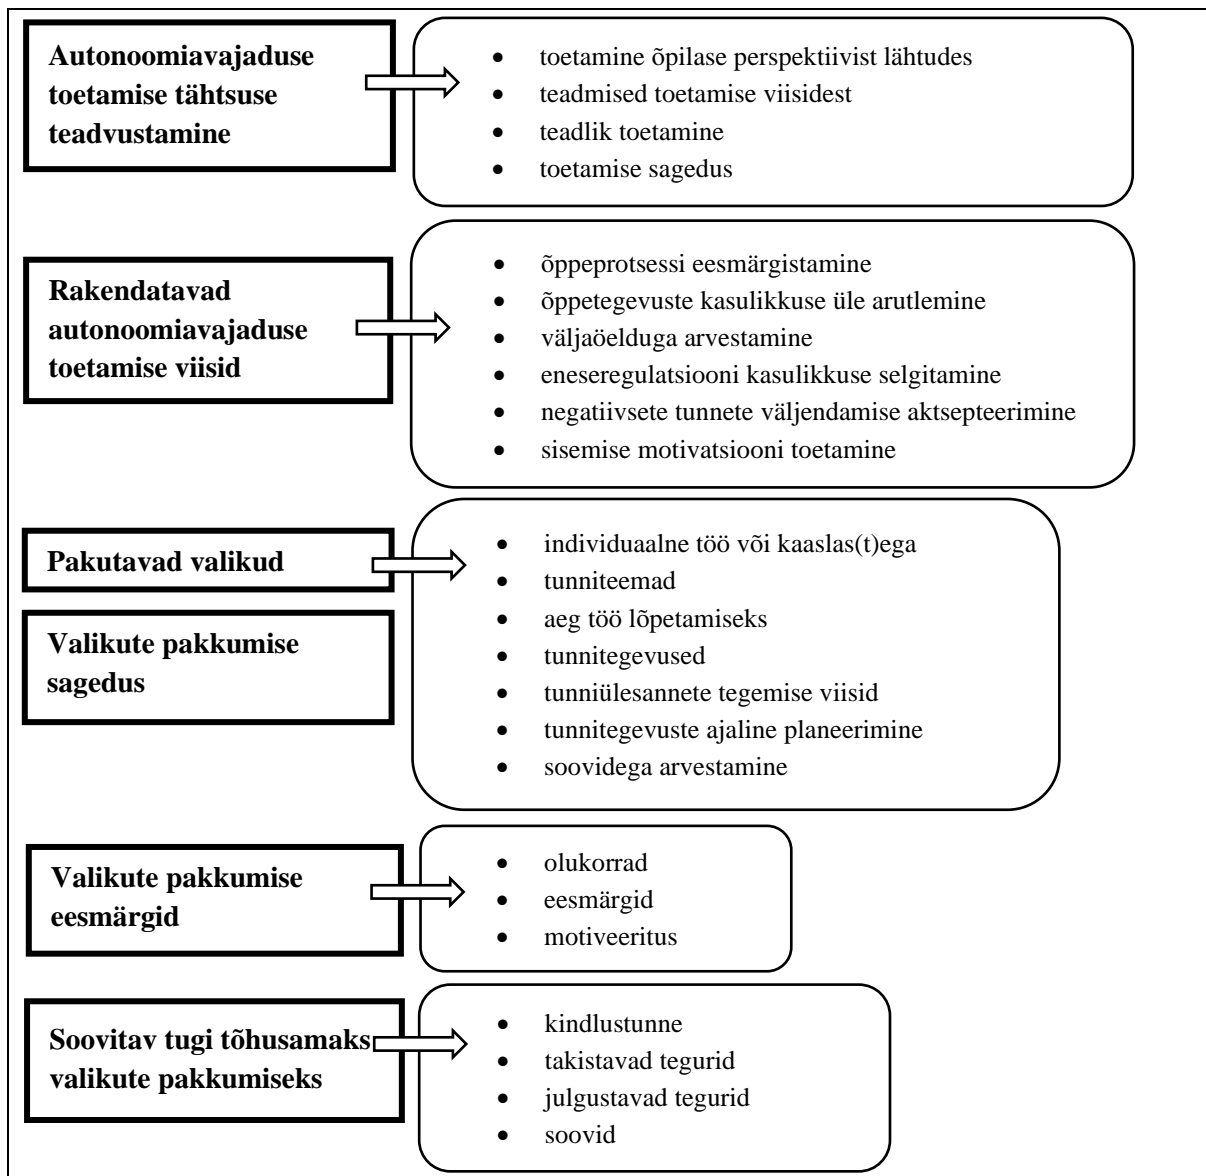 Autonoomiavajaduse
toetamise tähtsuse
teadvustamine
• toetamine õpilase perspektiivist lähtudes
• teadmised toetamise viisidest
• teadlik toetamine
• toetamise sagedus
Rakendatavad
autonoomiavajaduse
toetamise viisid
• õppeprotsessi eesmärgistamine
• õppetegevuste kasulikkuse üle arutlemine
• väljaöelduga arvestamine
• eneseregulatsiooni kasulikkuse selgitamine
• negatiivsete tunnete väljendamise aktsepteerimine
• sisemise motivatsiooni toetamine
Pakutavad valikud
Valikute pakkumise
sagedus
• individuaalne töö või kaaslas(t)ega
• tunniteemad
• aeg töö lõpetamiseks
• tunnitegevused
• tunniülesannete tegemise viisid
• tunnitegevuste ajaline planeerimine
• soovidega arvestamine
Valikute pakkumise
eesmärgid
• olukorrad
• eesmärgid
• motiveeritus
Soovitav tugi tõhusamaks
valikute pakkumiseks
• kindlustunne
• takistavad tegurid
• julgustavad tegurid
• soovid